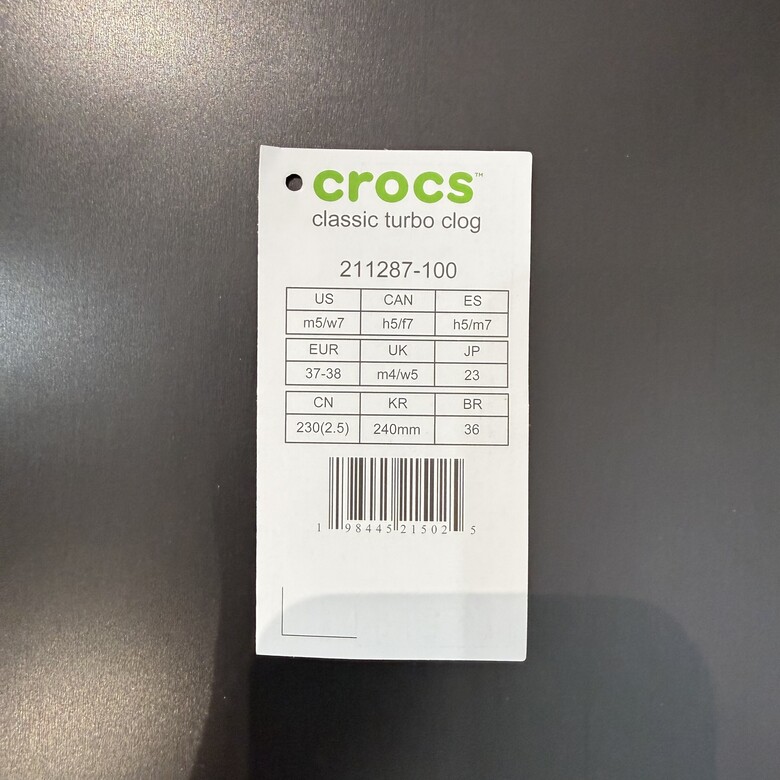 crocs™
classic turbo clog
211287-100
US CAN ES
m5/w7 h5/f7 h5/m7
EUR UK JP
37-38 m4/w5 23
CN KR BR
230(2.5) 240mm 36
1 98445 21502 5